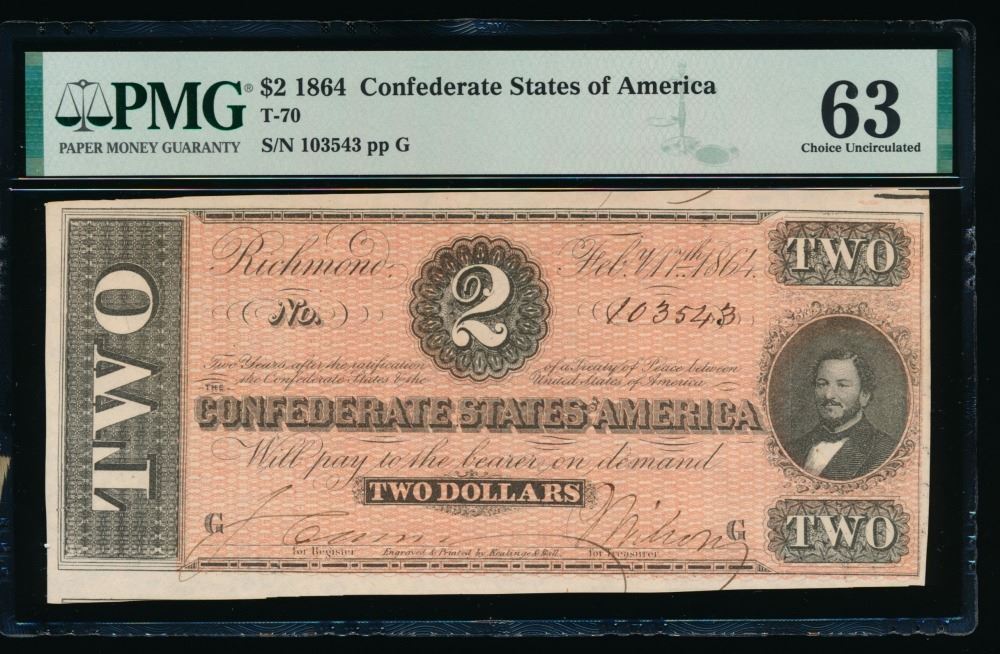 PMG®
PAPER MONEY GUARANTY
$2 1864 Confederate States of America
T-70
S/N 103543 pp G
63
Choice Uncirculated
TWO
Richmond,
2
Feb.y 17th 1864.
TWO
No.
103543
Two Years after the ratification
of a Treaty of Peace between
the Confederate States & the
United States of America
THE
CONFEDERATE STATES AMERICA
Will pay to the bearer on demand
TWO DOLLARS
TWO
G
G
for Register
Engraved & Printed by Keatinge & Ball.
for Treasurer